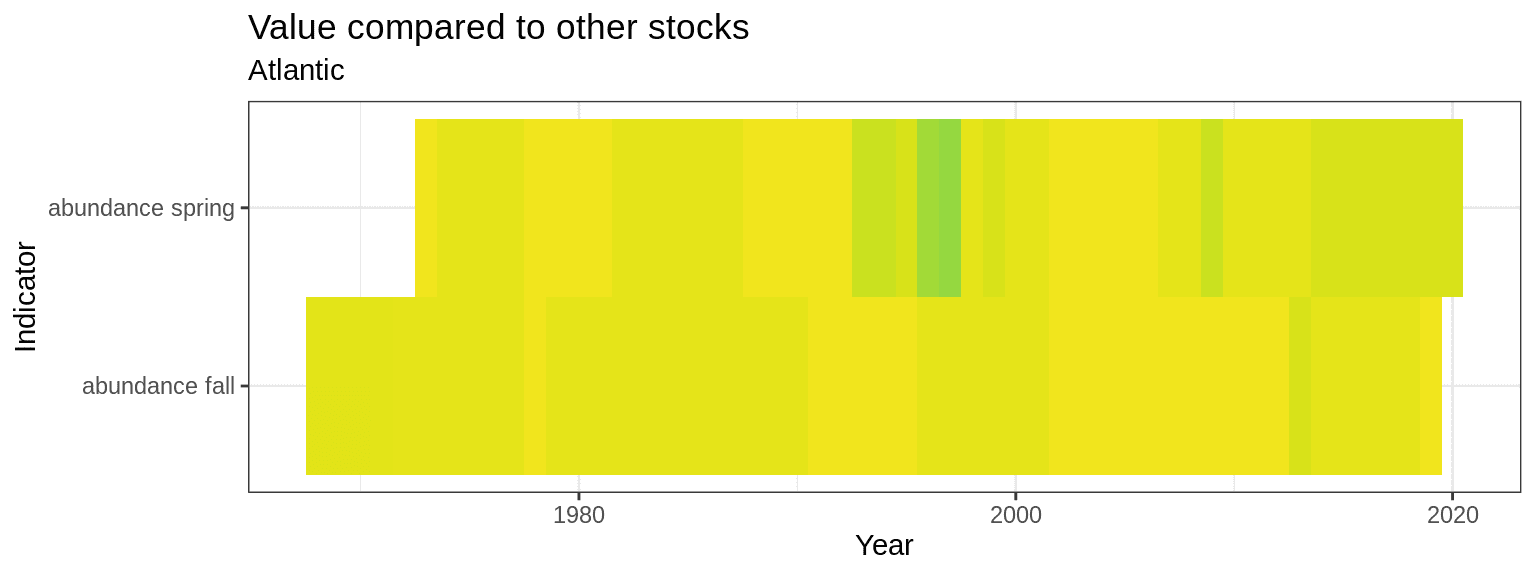 Value compared to other stocks
Atlantic
Indicator
abundance spring
abundance fall
1980
2000
2020
Year